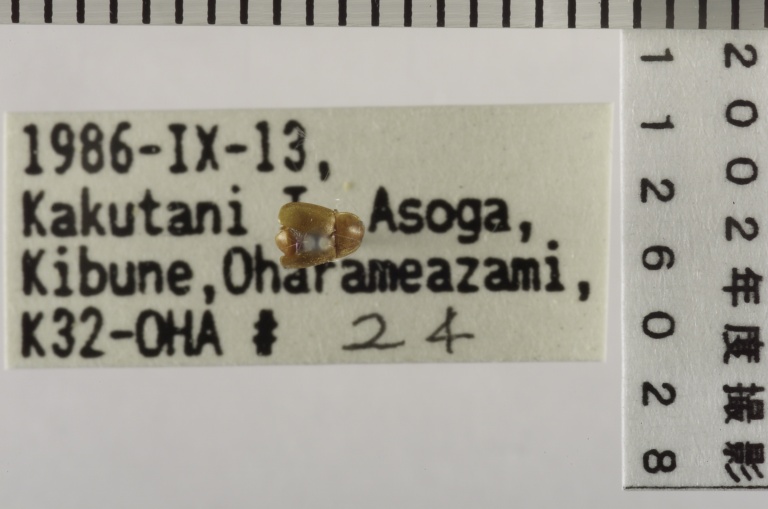 1986-IX-13,
Kakutani I. Asoga,
Kibune,Oharameazami,
K32-OHA # 24
2002年度撮影
1126028